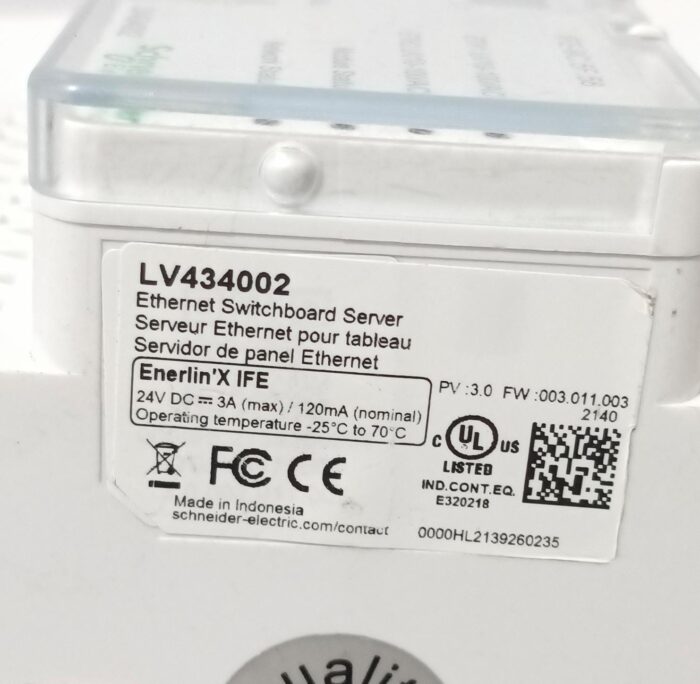 LV434002
Ethernet Switchboard Server
Serveur Ethernet pour tableau
Servidor de panel Ethernet
Enerlin'X IFE
24V DC ⎓ 3A (max) / 120mA (nominal)
Operating temperature -25°C to 70°C
PV :3.0 FW :003.011.003
2140
C UL US
LISTED
IND.CONT.EQ.
E320218
FC CE
Made in Indonesia
schneider-electric.com/contact
0000HL2139260235